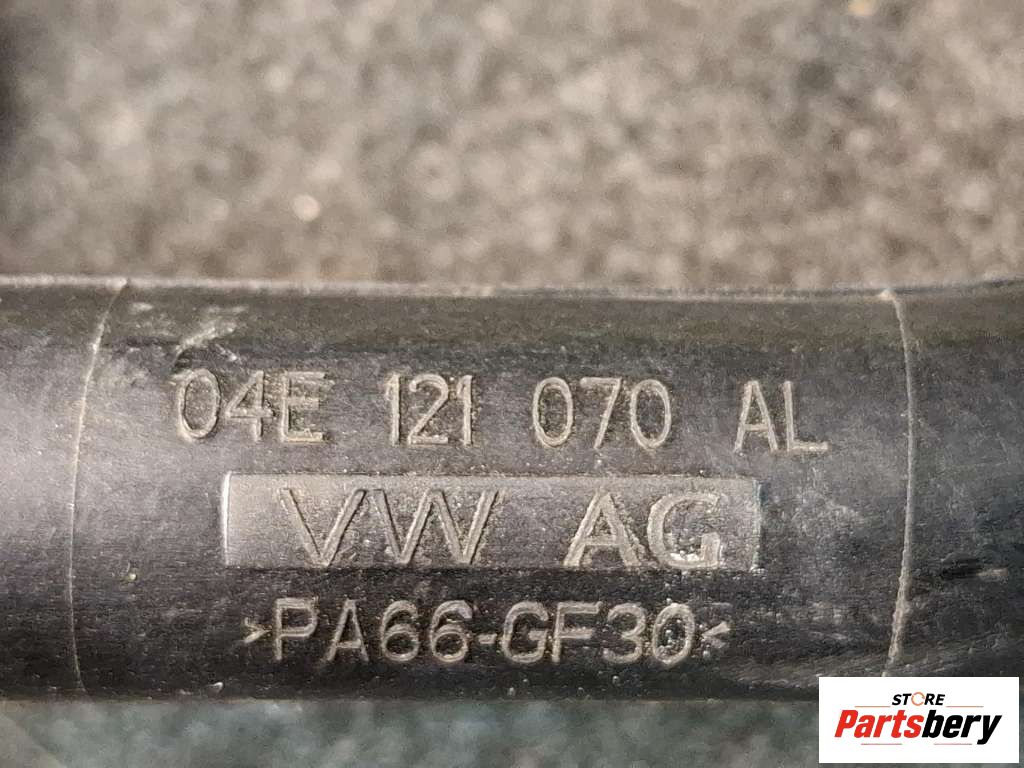 04E 121 070 AL
VW AG
>PA66-GF30<
STORE
Partsbery